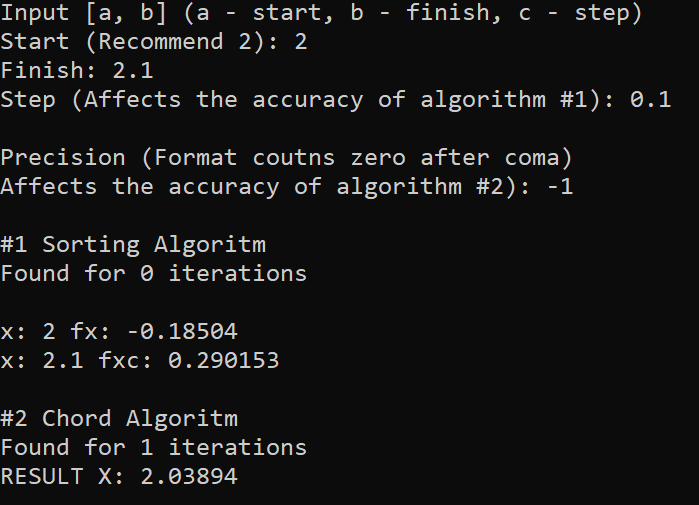 Input [a, b] (a - start, b - finish, c - step)
Start (Recommend 2): 2
Finish: 2.1
Step (Affects the accuracy of algorithm #1): 0.1
Precision (Format coutns zero after coma)
Affects the accuracy of algorithm #2): -1
#1 Sorting Algoritm
Found for 0 iterations
x: 2 fx: -0.18504
x: 2.1 fxc: 0.290153
#2 Chord Algoritm
Found for 1 iterations
RESULT X: 2.03894